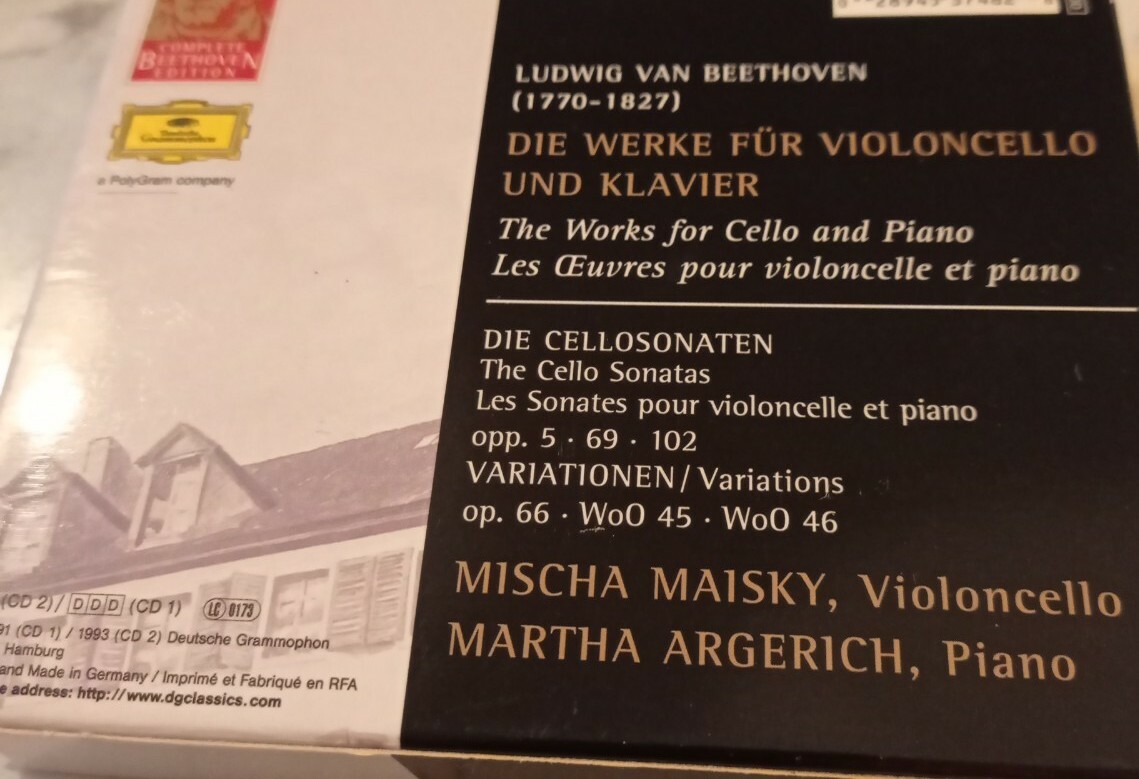 COMPLETE
BEETHOVEN
EDITION
Deutsche
Grammophon
a PolyGram company
LUDWIG VAN BEETHOVEN
(1770-1827)
DIE WERKE FÜR VIOLONCELLO
UND KLAVIER
The Works for Cello and Piano
Les Œuvres pour violoncelle et piano
DIE CELLOSONATEN
The Cello Sonatas
Les Sonates pour violoncelle et piano
opp. 5 · 69 · 102
VARIATIONEN / Variations
op. 66 · WoO 45 · WoO 46
MISCHA MAISKY, Violoncello
MARTHA ARGERICH, Piano
(CD 2)/ DDD (CD 1) LC 0173
91 (CD 1) / 1993 (CD 2) Deutsche Grammophon
Hamburg
and Made in Germany / Imprimé et Fabriqué en RFA
e address: http://www.dgclassics.com